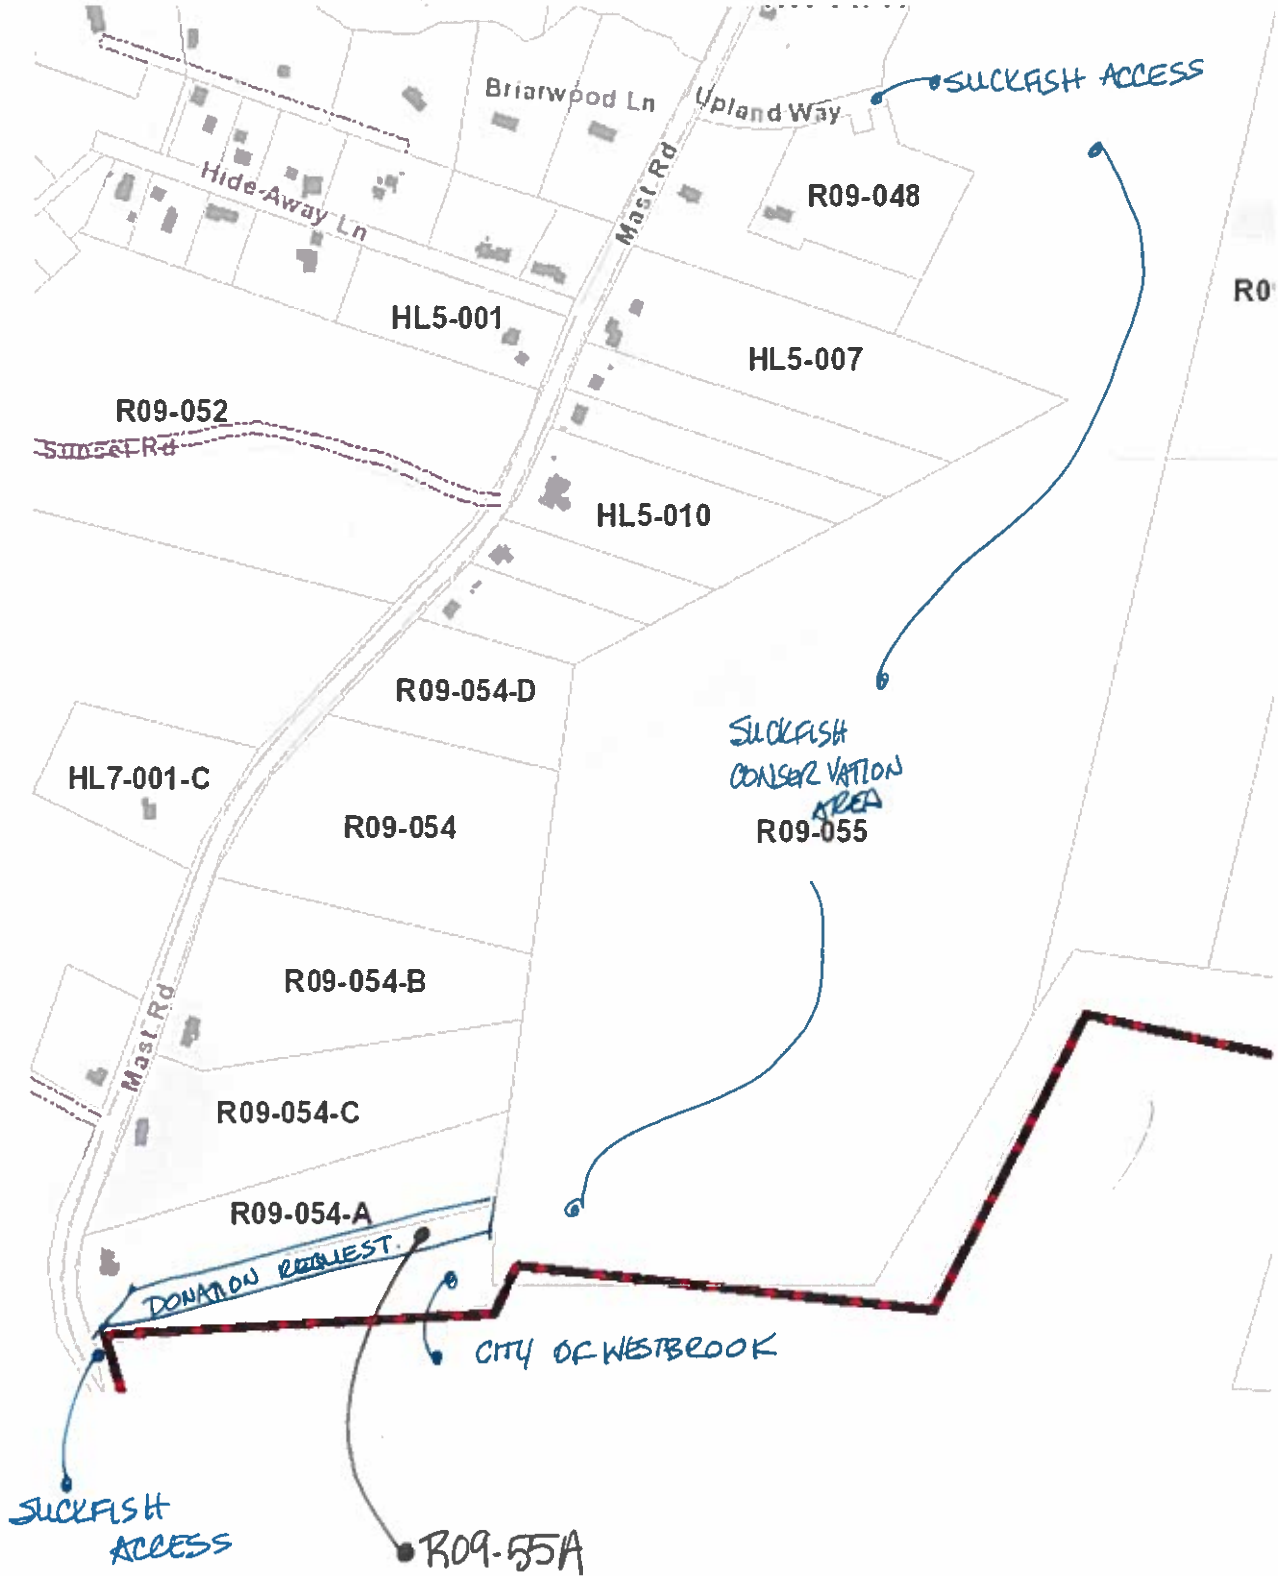 SUCKFISH ACCESS
Briarwood Ln
Upland Way
Mast Rd
R09-048
Hide-Away Ln
R0
HL5-001
HL5-007
R09-052
Sunset Rd
HL5-010
R09-054-D
SUCKFISH
CONSERVATION
AREA
HL7-001-C
R09-054
R09-055
R09-054-B
Mast Rd
R09-054-C
R09-054-A
DONATION REQUEST.
CITY OF WESTBROOK
SUCKFISH
ACCESS
R09-55A